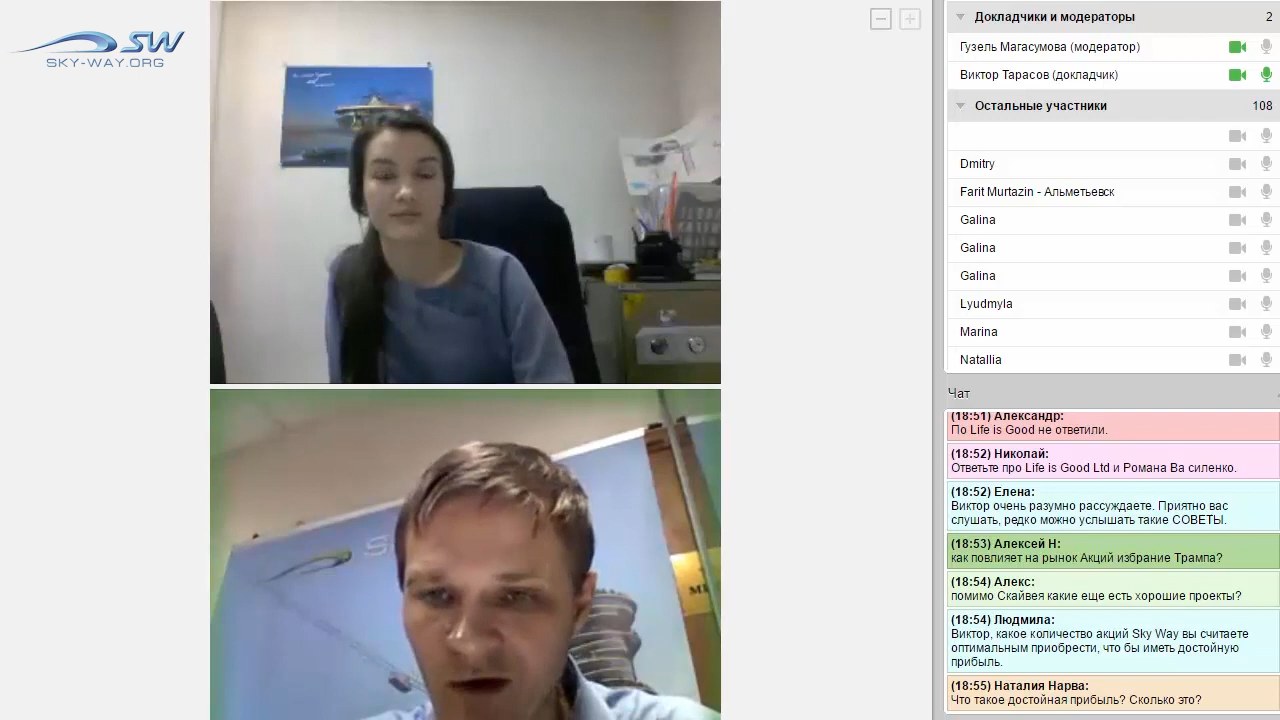 SW
SKY-WAY.ORG
Докладчики и модераторы
2
Гузель Магасумова (модератор)
Виктор Тарасов (докладчик)
Остальные участники
108
Dmitry
Farit Murtazin - Альметьевск
Galina
Galina
Galina
Lyudmyla
Marina
Natallia
Чат
(18:51) Александр:
По Life is Good не ответили.
(18:52) Николай:
Ответьте про Life is Good Ltd и Романа Ва силенко.
(18:52) Елена:
Виктор очень разумно рассуждаете. Приятно вас
слушать, редко можно услышать такие СОВЕТЫ.
(18:53) Алексей Н:
как повлияет на рынок Акций избрание Трампа?
(18:54) Алекс:
помимо Скайвея какие еще есть хорошие проекты?
(18:54) Людмила:
Виктор, какое количество акций Sky Way вы считаете
оптимальным приобрести, что бы иметь достойную
прибыль.
(18:55) Наталия Нарва:
Что такое достойная прибыль? Сколько это?